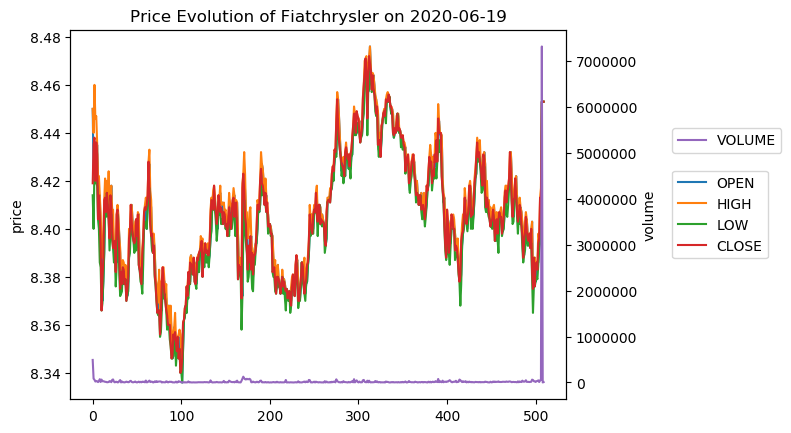 Price Evolution of Fiatchrysler on 2020-06-19
price
8.48
8.46
8.44
8.42
8.40
8.38
8.36
8.34
0
100
200
300
400
500
7000000
6000000
5000000
4000000
3000000
2000000
1000000
0
volume
VOLUME
OPEN
HIGH
LOW
CLOSE